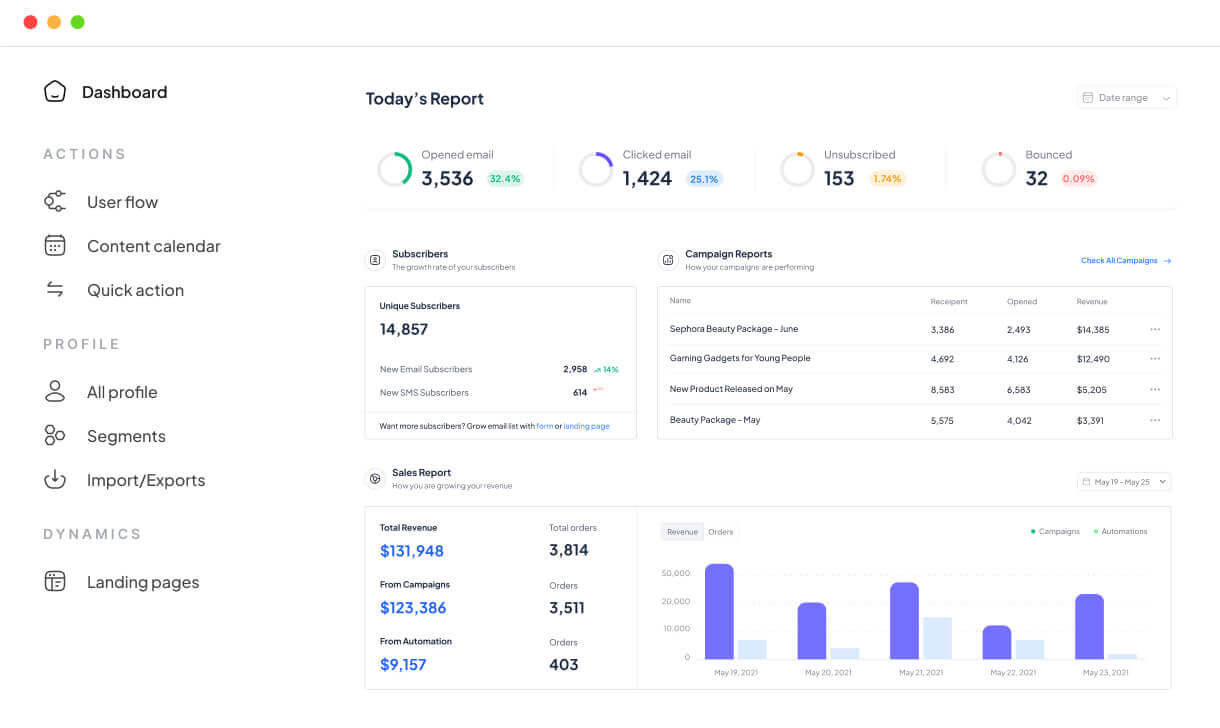 Dashboard
ACTIONS
User flow
Content calendar
Quick action
PROFILE
All profile
Segments
Import/Exports
DYNAMICS
Landing pages
Today's Report
Date range
Opened email
3,536 32.4%
Clicked email
1,424 25.1%
Unsubscribed
153 1.74%
Bounced
32 0.09%
Subscribers
The growth rate of your subscribers
Unique Subscribers
14,857
New Email Subscribers 2,958 14%
New SMS Subscribers 614
Want more subscribers? Grow email list with form or landing page
Campaign Reports
How your campaigns are performing
Check All Campaigns →
Name Receipent Opened Revenue
Sephora Beauty Package - June 3,386 2,493 $14,385
Gaming Gadgets for Young People 4,692 4,126 $12,490
New Product Released on May 8,583 6,583 $5,205
Beauty Package - May 5,575 4,042 $3,391
Sales Report
How you are growing your revenue
May 19 - May 25
Total Revenue Total orders
$131,948 3,814
From Campaigns Orders
$123,386 3,511
From Automation Orders
$9,157 403
Revenue Orders
Campaigns Automations
50,000
20,000
10.000
0
May 19, 2021 May 20, 2021 May 21, 2021 May 22, 2021 May 23, 2021